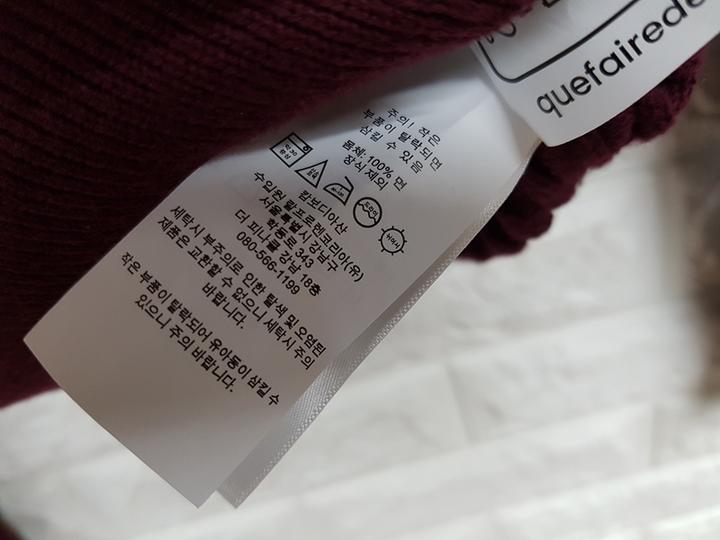 quefairede
주의! 작은
부품이 탈락되면
삼킬 수 있음
몸체: 100% 면
장식제외
캄보디아산
수입원 랄프로렌코리아(유)
서울특별시 강남구
학동로 343
더 피나클 강남 18층
080-566-1199
세탁시 부주의로 인한 탈색 및 오염된
제품은 교환할 수 없으니 세탁시 주의
바랍니다.
작은 부품이 탈락되어 유아동이 삼킬 수
있으니 주의 바랍니다.